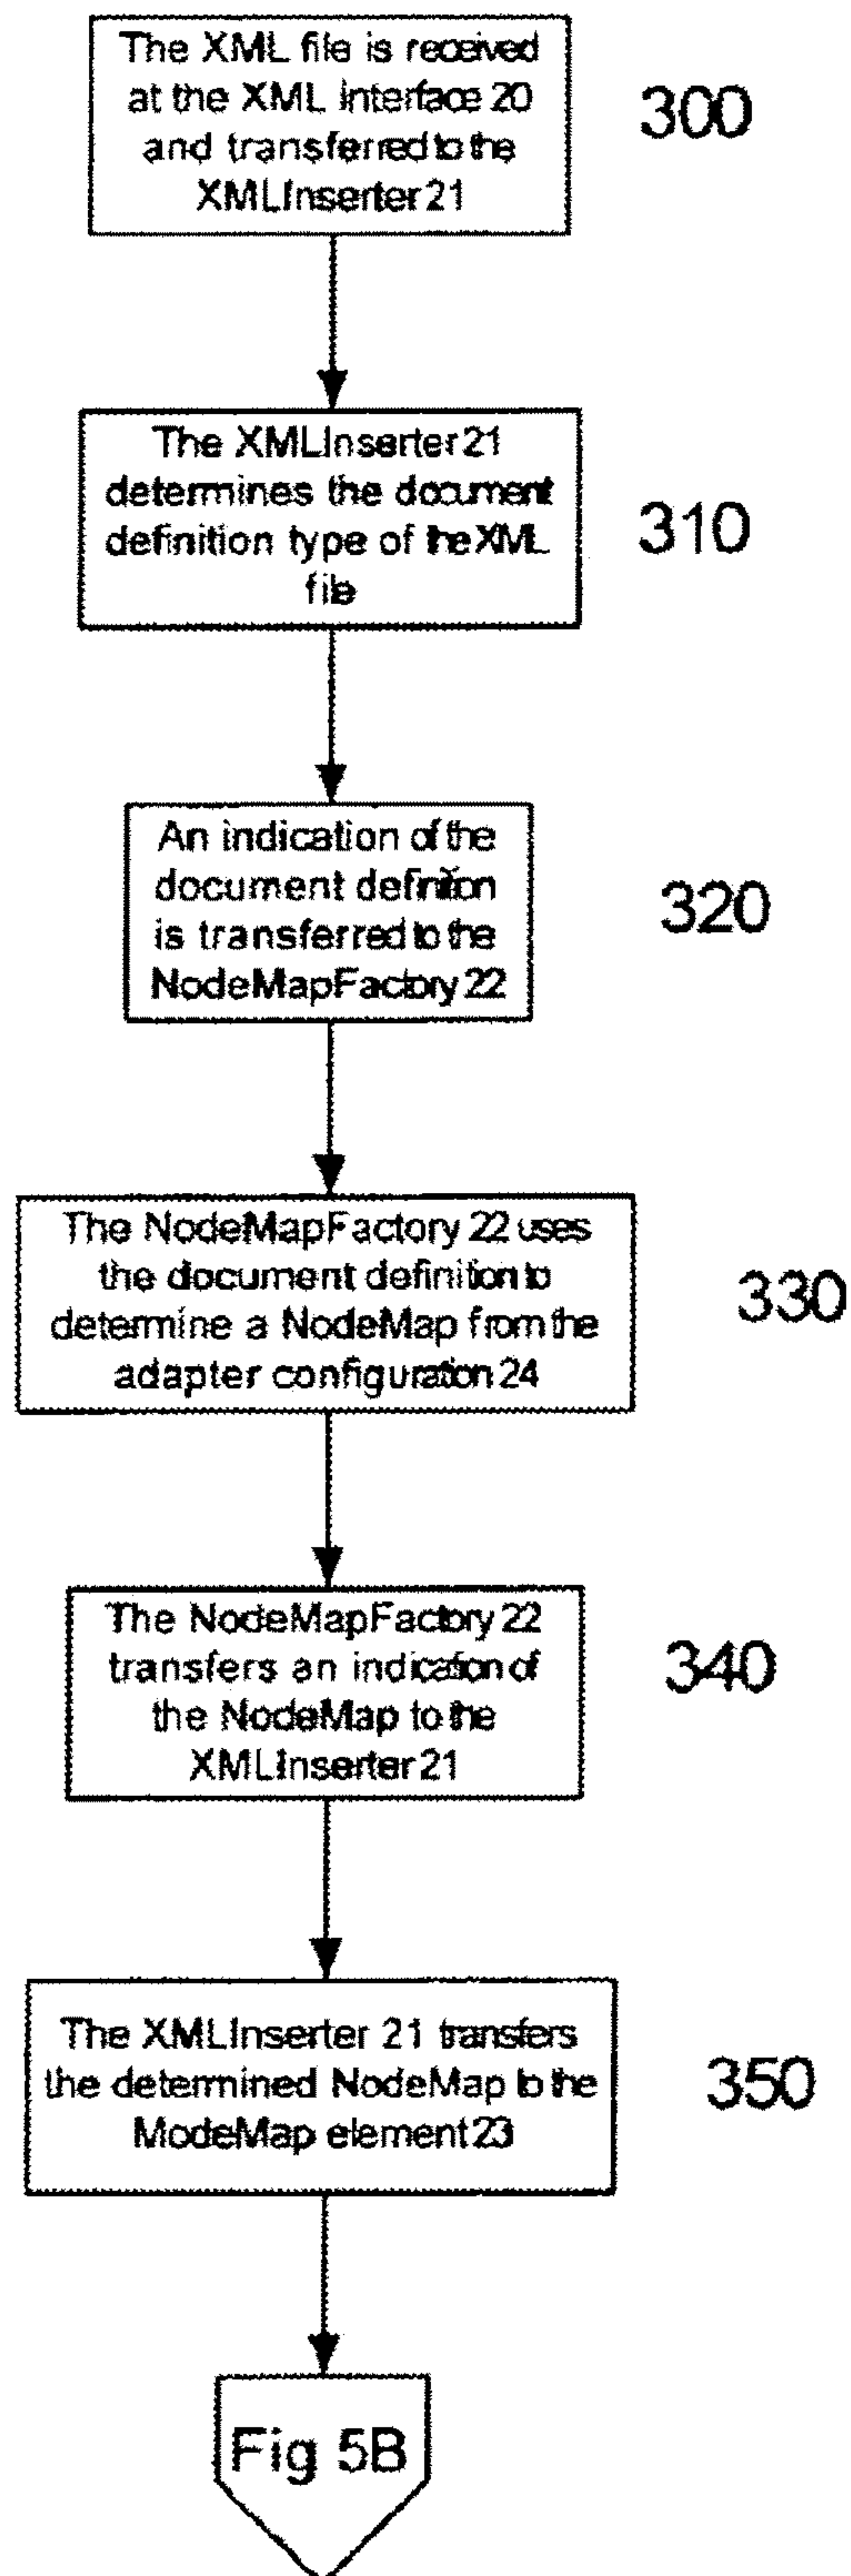 The XML file is received
at the XML interface 20
and transferred to the
XMLInserter 21
300
The XMLInserter 21
determines the document
definition type of the XML
file
310
An indication of the
document definition
is transferred to the
NodeMapFactory 22
320
The NodeMapFactory 22 uses
the document definition to
determine a NodeMap from the
adapter configuration 24
330
The NodeMapFactory 22
transfers an indication of
the NodeMap to the
XMLInserter 21
340
The XMLInserter 21 transfers
the determined NodeMap to the
ModeMap element 23
350
Fig 5B